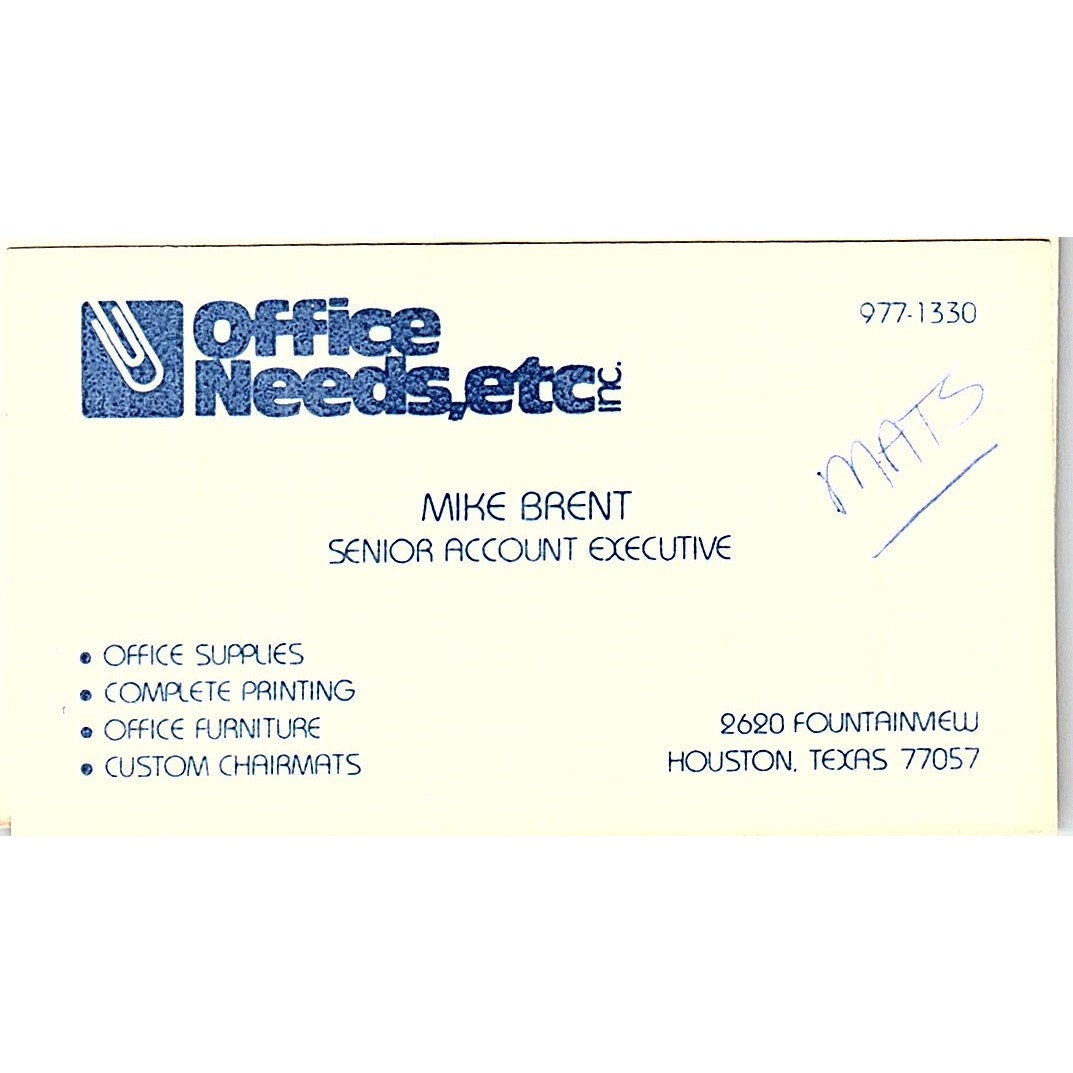 Office
Needs,etc Inc.
977-1330
MATS
MIKE BRENT
SENIOR ACCOUNT EXECUTIVE
• OFFICE SUPPLIES
• COMPLETE PRINTING
• OFFICE FURNITURE
• CUSTOM CHAIRMATS
2620 FOUNTAINVIEW
HOUSTON, TEXAS 77057